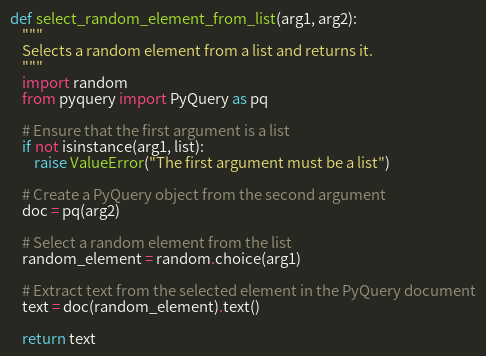 def select_random_element_from_list(arg1, arg2):
    """
    Selects a random element from a list and returns it.
    """
    import random
    from pyquery import PyQuery as pq

    # Ensure that the first argument is a list
    if not isinstance(arg1, list):
        raise ValueError("The first argument must be a list")

    # Create a PyQuery object from the second argument
    doc = pq(arg2)

    # Select a random element from the list
    random_element = random.choice(arg1)

    # Extract text from the selected element in the PyQuery document
    text = doc(random_element).text()

    return text